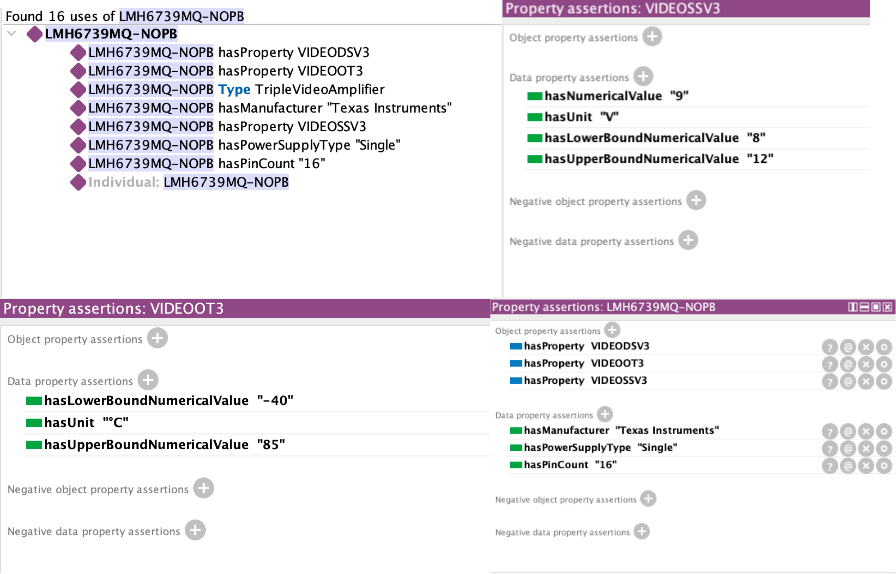 Found 16 uses of LMH6739MQ-NOPB
LMH6739MQ-NOPB
LMH6739MQ-NOPB hasProperty VIDEODSV3
LMH6739MQ-NOPB hasProperty VIDEOOT3
LMH6739MQ-NOPB Type TripleVideoAmplifier
LMH6739MQ-NOPB hasManufacturer "Texas Instruments"
LMH6739MQ-NOPB hasProperty VIDEOSSV3
LMH6739MQ-NOPB hasPowerSupplyType "Single"
LMH6739MQ-NOPB hasPinCount "16"
Individual: LMH6739MQ-NOPB
Property assertions: VIDEOSSV3
Object property assertions
Data property assertions
hasNumericalValue "9"
hasUnit "V"
hasLowerBoundNumericalValue "8"
hasUpperBoundNumericalValue "12"
Negative object property assertions
Negative data property assertions
Property assertions: VIDEOOT3
Object property assertions
Data property assertions
hasLowerBoundNumericalValue "-40"
hasUnit "°C"
hasUpperBoundNumericalValue "85"
Negative object property assertions
Negative data property assertions
Property assertions: LMH6739MQ-NOPB
Object property assertions
hasProperty VIDEODSV3
hasProperty VIDEOOT3
hasProperty VIDEOSSV3
Data property assertions
hasManufacturer "Texas Instruments"
hasPowerSupplyType "Single"
hasPinCount "16"
Negative object property assertions
Negative data property assertions